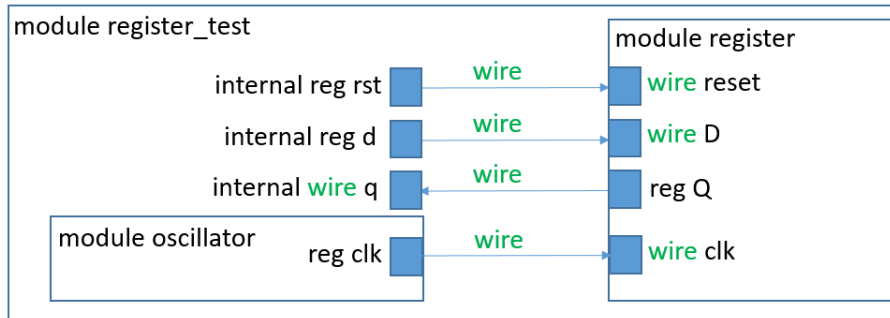 module register_test
module register
internal reg rst
wire
wire reset
internal reg d
wire
wire D
internal wire q
wire
reg Q
module oscillator
reg clk
wire
wire clk